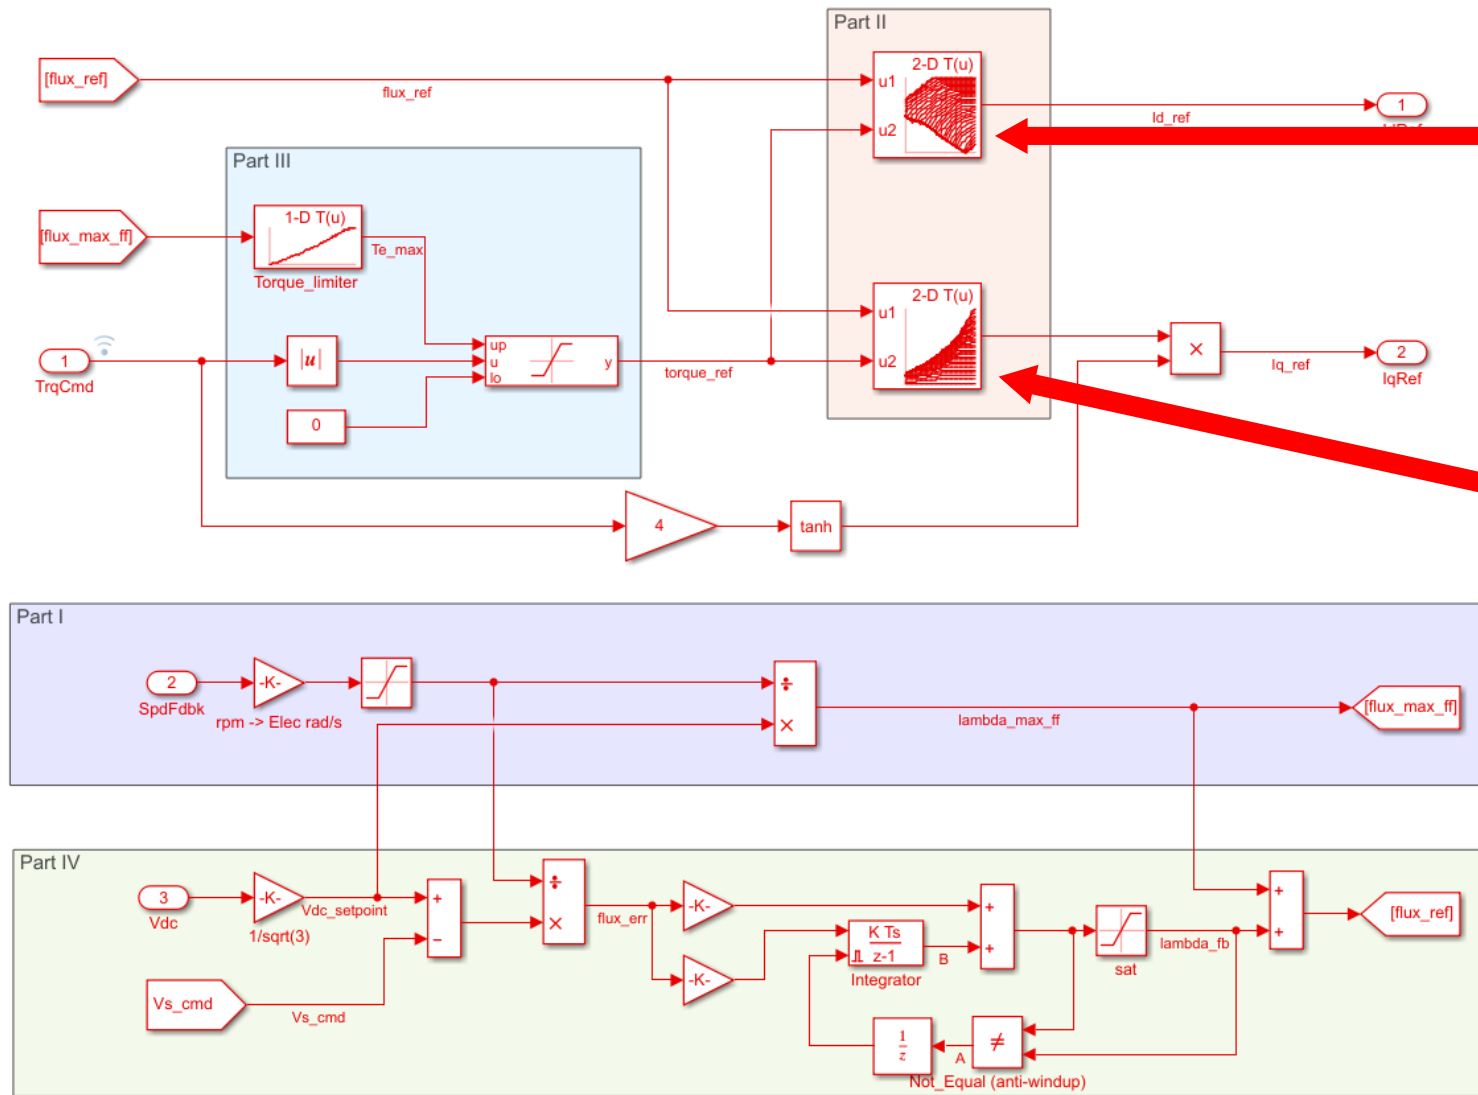 Part II
[flux_ref]
flux_ref
2-D T(u)
u1
u2
Id_ref
1
Part III
[flux_max_ff]
1-D T(u)
Te_max
Torque_limiter
1
TrqCmd
|u|
0
up
u
lo
y
torque_ref
2-D T(u)
u1
u2
×
Iq_ref
2
IqRef
4
tanh
Part I
2
SpdFdbk
-K-
rpm -> Elec rad/s
÷
×
lambda_max_ff
[flux_max_ff]
Part IV
3
Vdc
-K-
1/sqrt(3)
Vdc_setpoint
+
−
Vs_cmd
Vs_cmd
÷
×
flux_err
-K-
-K-
K Ts
z-1
Integrator
B
+
+
sat
lambda_fb
+
+
[flux_ref]
1
z
A
≠
Not_Equal (anti-windup)